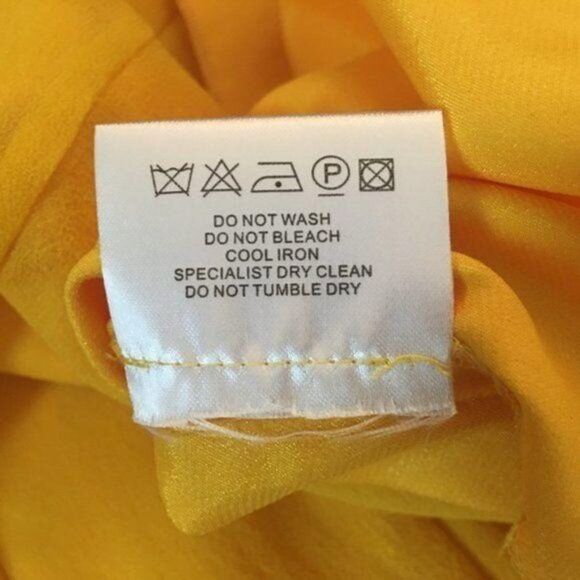 P
DO NOT WASH
DO NOT BLEACH
COOL IRON
SPECIALIST DRY CLEAN
DO NOT TUMBLE DRY